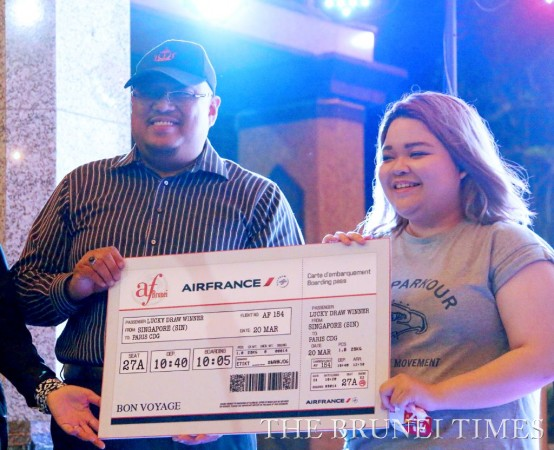 af
AIRFRANCE
Carte d'embarquement
Boarding pass
PASSENGER
LUCKY DRAW WINNER
FLIGHT NO. AF 154
FROM
SINGAPORE (SIN)
DATE 20 MAR
TO
PARIS CDG
SEAT DEP. BOARDING
27A 10:40 10:05
BON VOYAGE
PASSENGER
LUCKY DRAW WINNER
FROM
SINGAPORE (SIN)
TO
PARIS CDG
20 MAR
AF 154
27A
AIRFRANCE
PARKOUR
MOVEMENT
THE BRUNEI TIMES